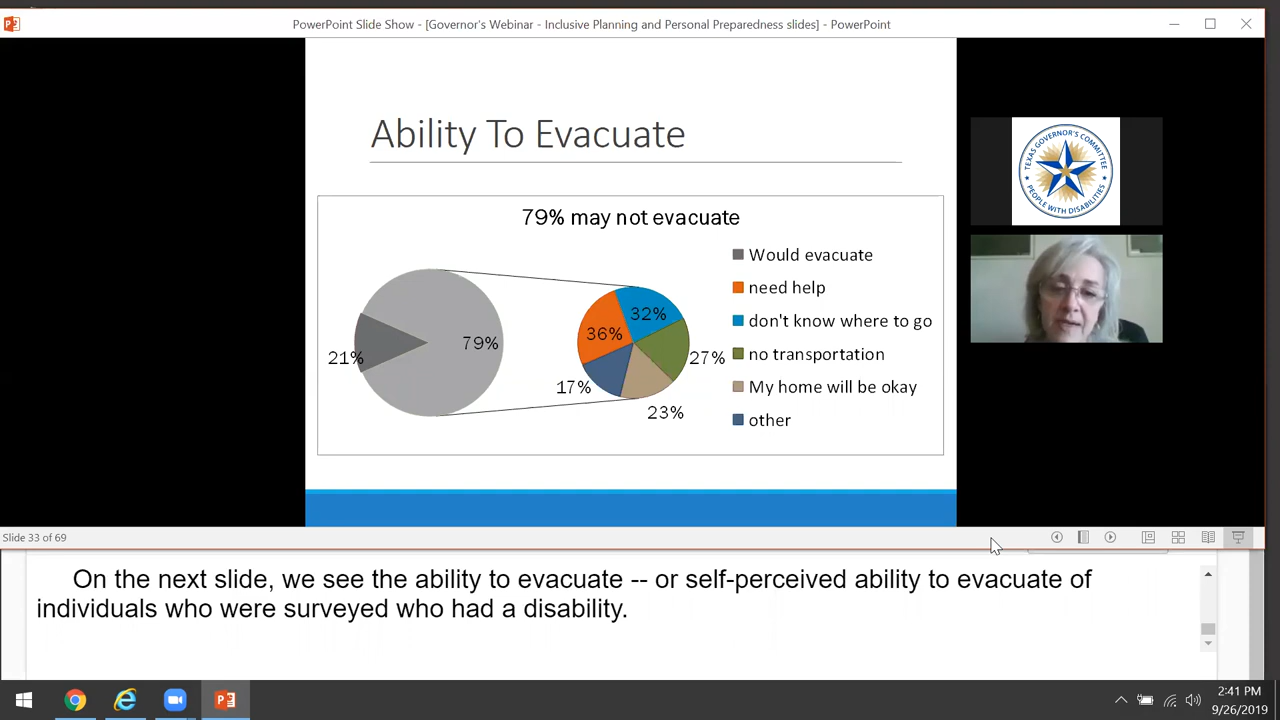 PowerPoint Slide Show - [Governor's Webinar - Inclusive Planning and Personal Preparedness slides] - PowerPoint
Ability To Evacuate
79% may not evacuate
Would evacuate
need help
don't know where to go
no transportation
My home will be okay
other
21%
79%
36%
32%
27%
23%
17%
TEXAS GOVERNOR'S COMMITTEE
PEOPLE WITH DISABILITIES
Slide 33 of 69
On the next slide, we see the ability to evacuate -- or self-perceived ability to evacuate of
individuals who were surveyed who had a disability.
2:41 PM
9/26/2019